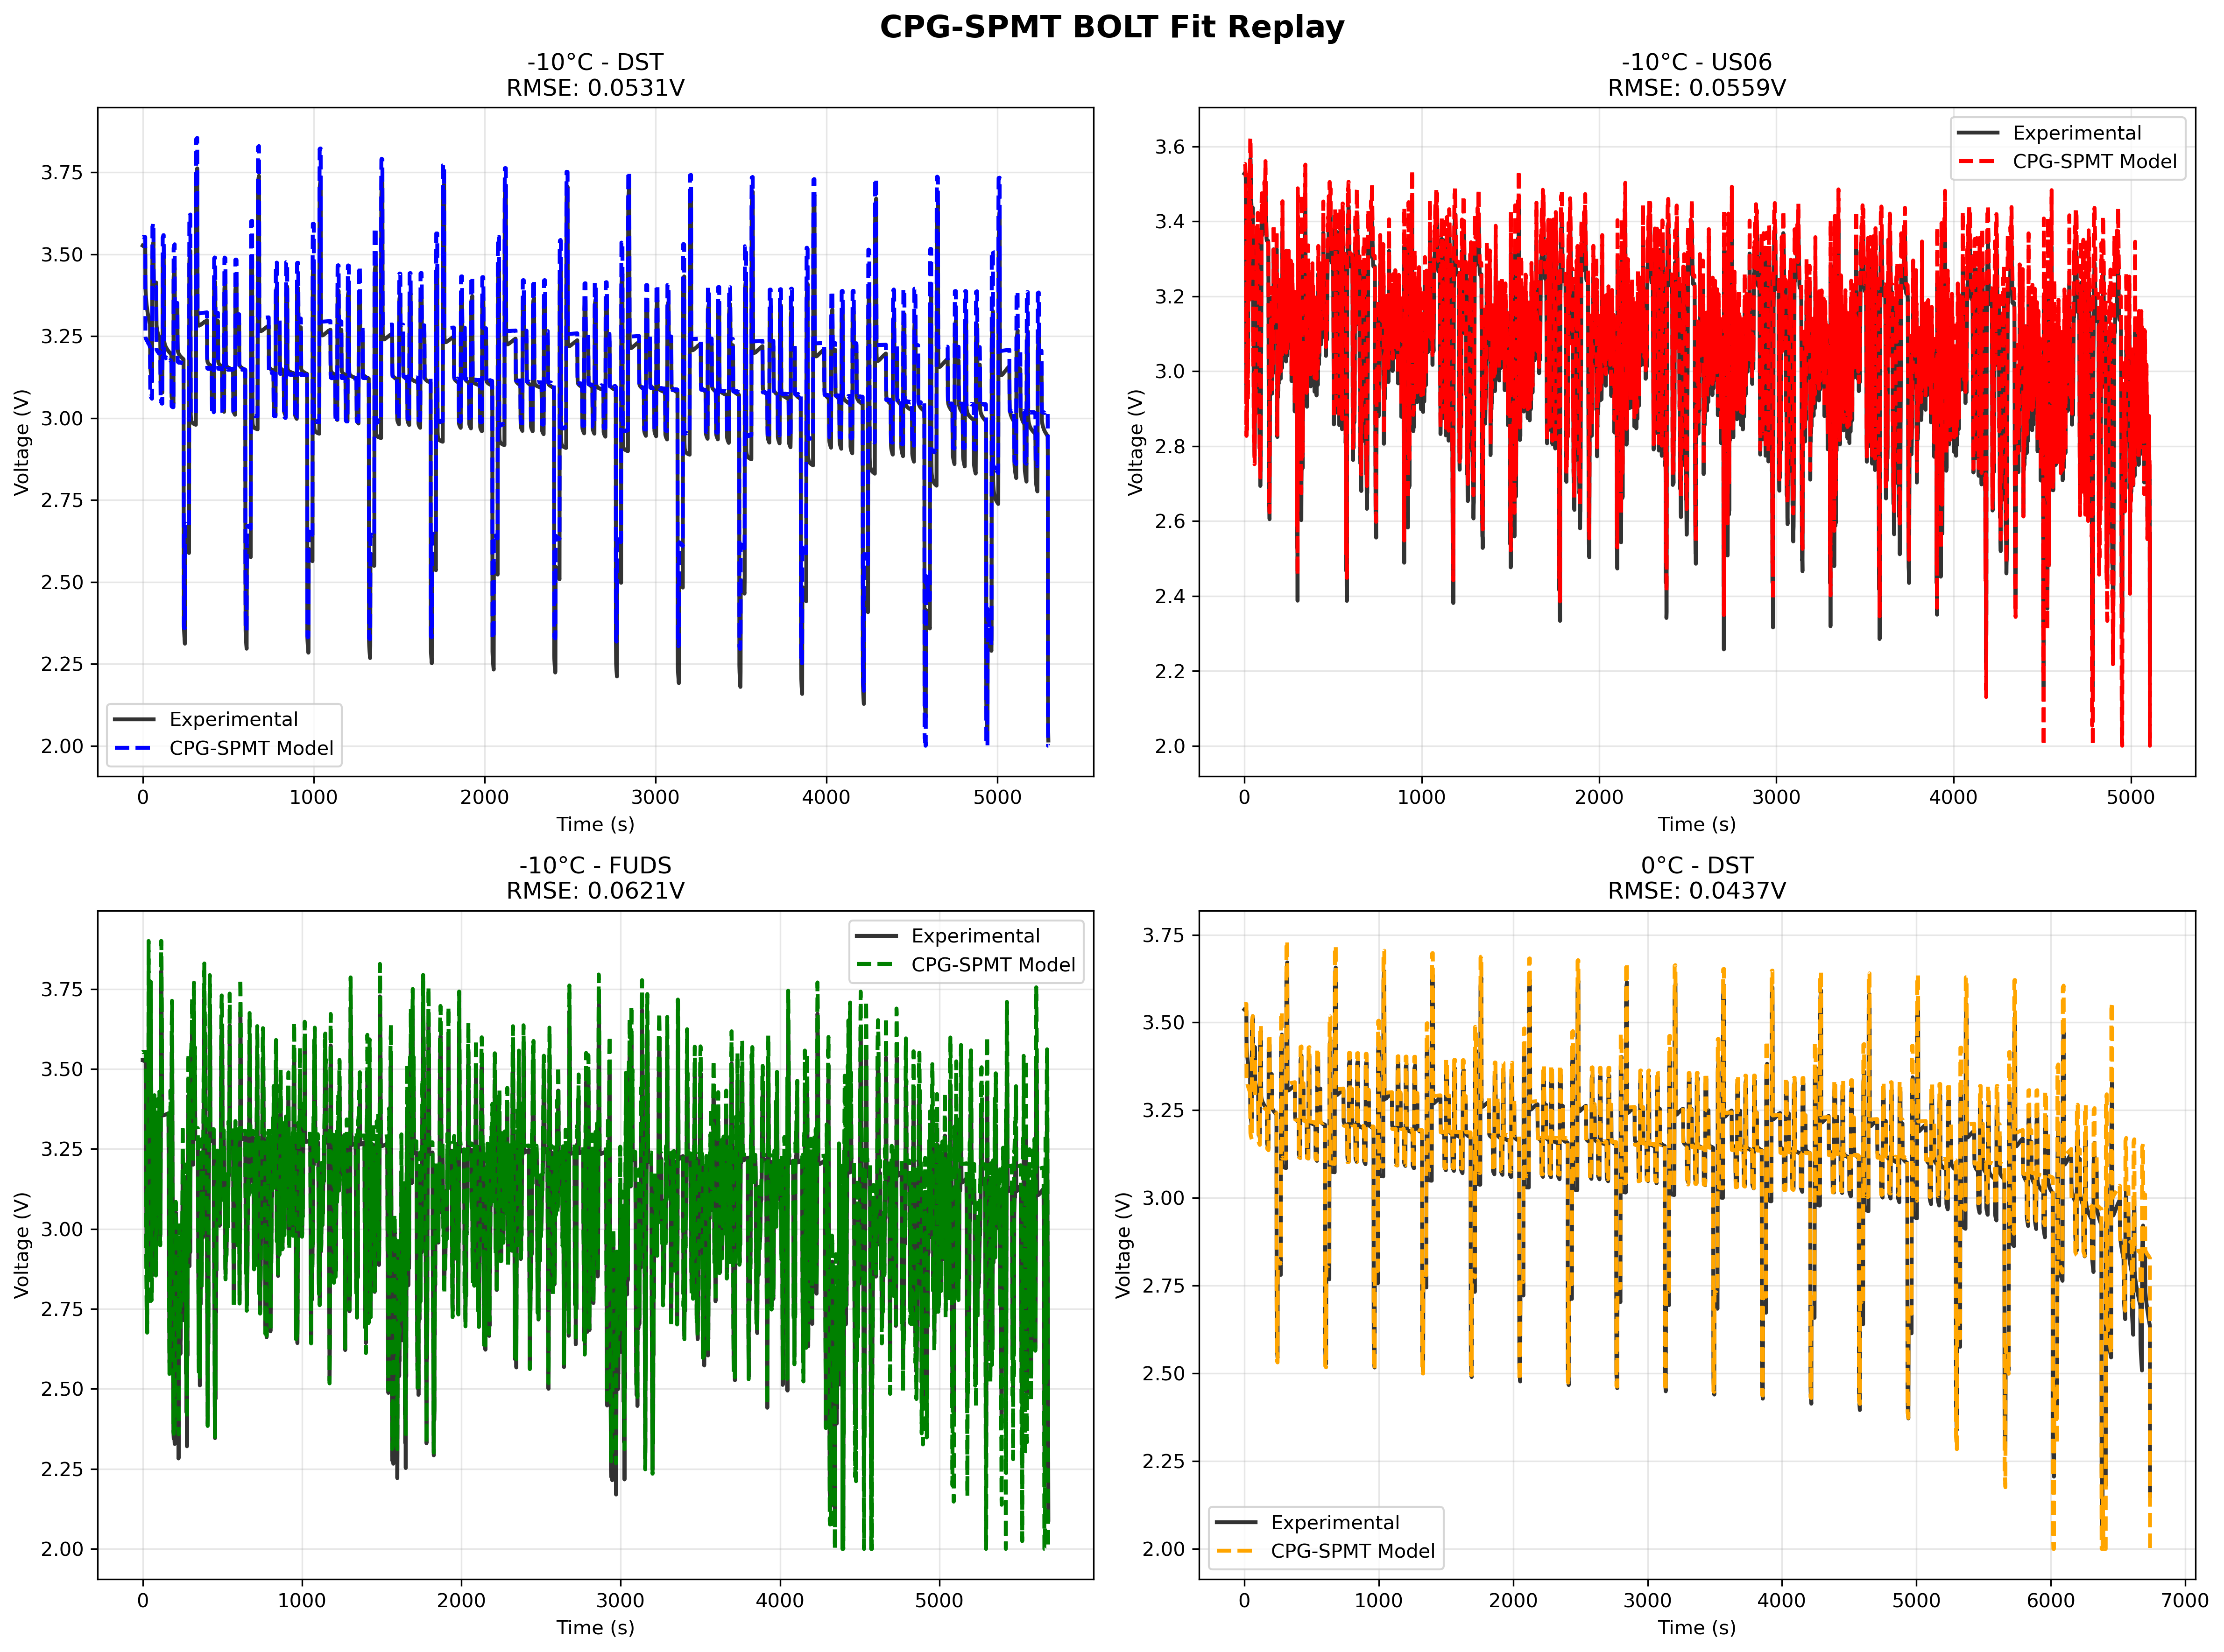 CPG-SPMT BOLT Fit Replay
-10°C - DST
RMSE: 0.0531V
3.75
3.50
3.25
3.00
2.75
2.50
2.25
2.00
Voltage (V)
Experimental
CPG-SPMT Model
0 1000 2000 3000 4000 5000
Time (s)
-10°C - US06
RMSE: 0.0559V
3.6
3.4
3.2
3.0
2.8
2.6
2.4
2.2
2.0
Voltage (V)
Experimental
CPG-SPMT Model
0 1000 2000 3000 4000 5000
Time (s)
-10°C - FUDS
RMSE: 0.0621V
3.75
3.50
3.25
3.00
2.75
2.50
2.25
2.00
Voltage (V)
Experimental
CPG-SPMT Model
0 1000 2000 3000 4000 5000
Time (s)
0°C - DST
RMSE: 0.0437V
3.75
3.50
3.25
3.00
2.75
2.50
2.25
2.00
Voltage (V)
Experimental
CPG-SPMT Model
0 1000 2000 3000 4000 5000 6000 7000
Time (s)